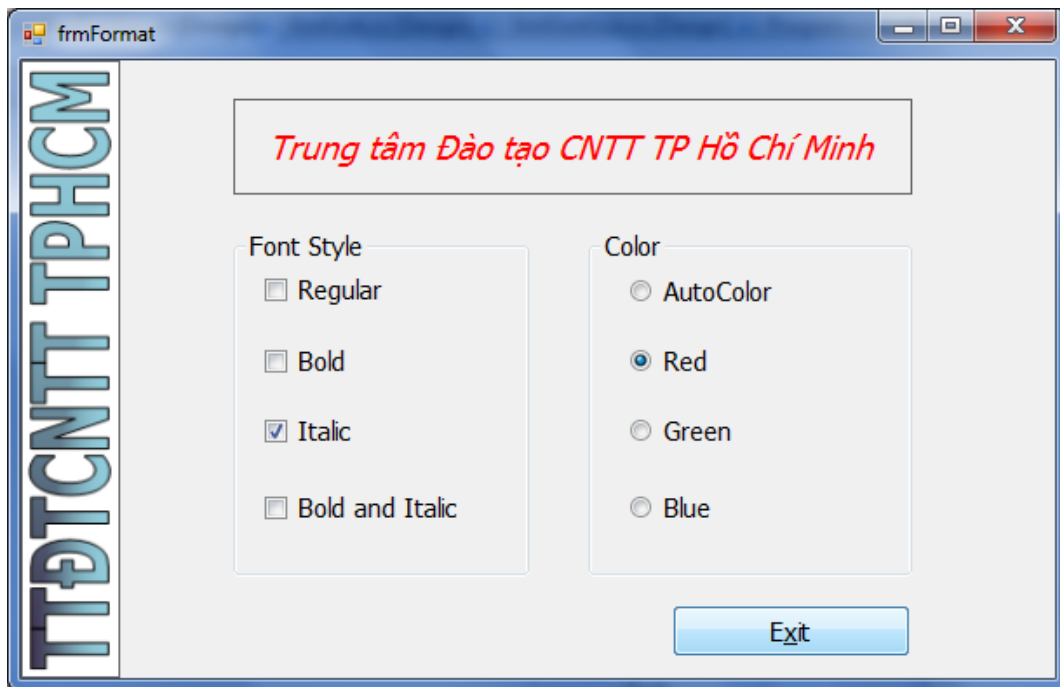 frmFormat
TTĐTCNTT TPHCM
Trung tâm Đào tạo CNTT TP Hồ Chí Minh
Font Style
Regular
Bold
Italic
Bold and Italic
Color
AutoColor
Red
Green
Blue
Exit